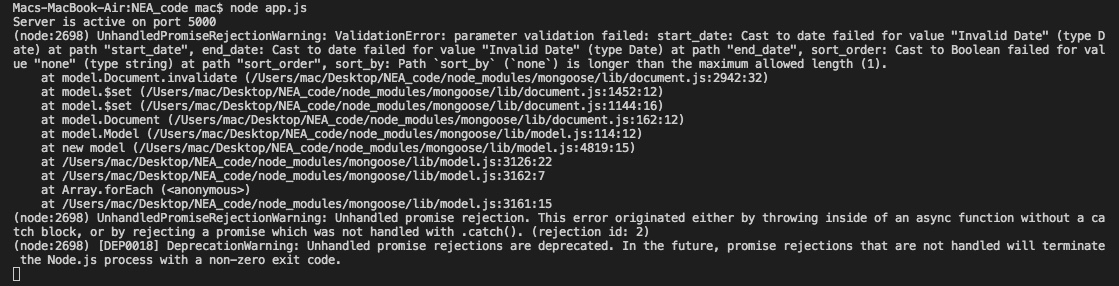 Macs-MacBook-Air:NEA_code mac$ node app.js
Server is active on port 5000
(node:2698) UnhandledPromiseRejectionWarning: ValidationError: parameter validation failed: start_date: Cast to date failed for value "Invalid Date" (type D
ate) at path "start_date", end_date: Cast to date failed for value "Invalid Date" (type Date) at path "end_date", sort_order: Cast to Boolean failed for val
ue "none" (type string) at path "sort_order", sort_by: Path `sort_by` (`none`) is longer than the maximum allowed length (1).
    at model.Document.invalidate (/Users/mac/Desktop/NEA_code/node_modules/mongoose/lib/document.js:2942:32)
    at model.$set (/Users/mac/Desktop/NEA_code/node_modules/mongoose/lib/document.js:1452:12)
    at model.$set (/Users/mac/Desktop/NEA_code/node_modules/mongoose/lib/document.js:1144:16)
    at model.Document (/Users/mac/Desktop/NEA_code/node_modules/mongoose/lib/document.js:162:12)
    at model.Model (/Users/mac/Desktop/NEA_code/node_modules/mongoose/lib/model.js:114:12)
    at new model (/Users/mac/Desktop/NEA_code/node_modules/mongoose/lib/model.js:4819:15)
    at /Users/mac/Desktop/NEA_code/node_modules/mongoose/lib/model.js:3126:22
    at /Users/mac/Desktop/NEA_code/node_modules/mongoose/lib/model.js:3162:7
    at Array.forEach (<anonymous>)
    at /Users/mac/Desktop/NEA_code/node_modules/mongoose/lib/model.js:3161:15
(node:2698) UnhandledPromiseRejectionWarning: Unhandled promise rejection. This error originated either by throwing inside of an async function without a ca
tch block, or by rejecting a promise which was not handled with .catch(). (rejection id: 2)
(node:2698) [DEP0018] DeprecationWarning: Unhandled promise rejections are deprecated. In the future, promise rejections that are not handled will terminate
 the Node.js process with a non-zero exit code.